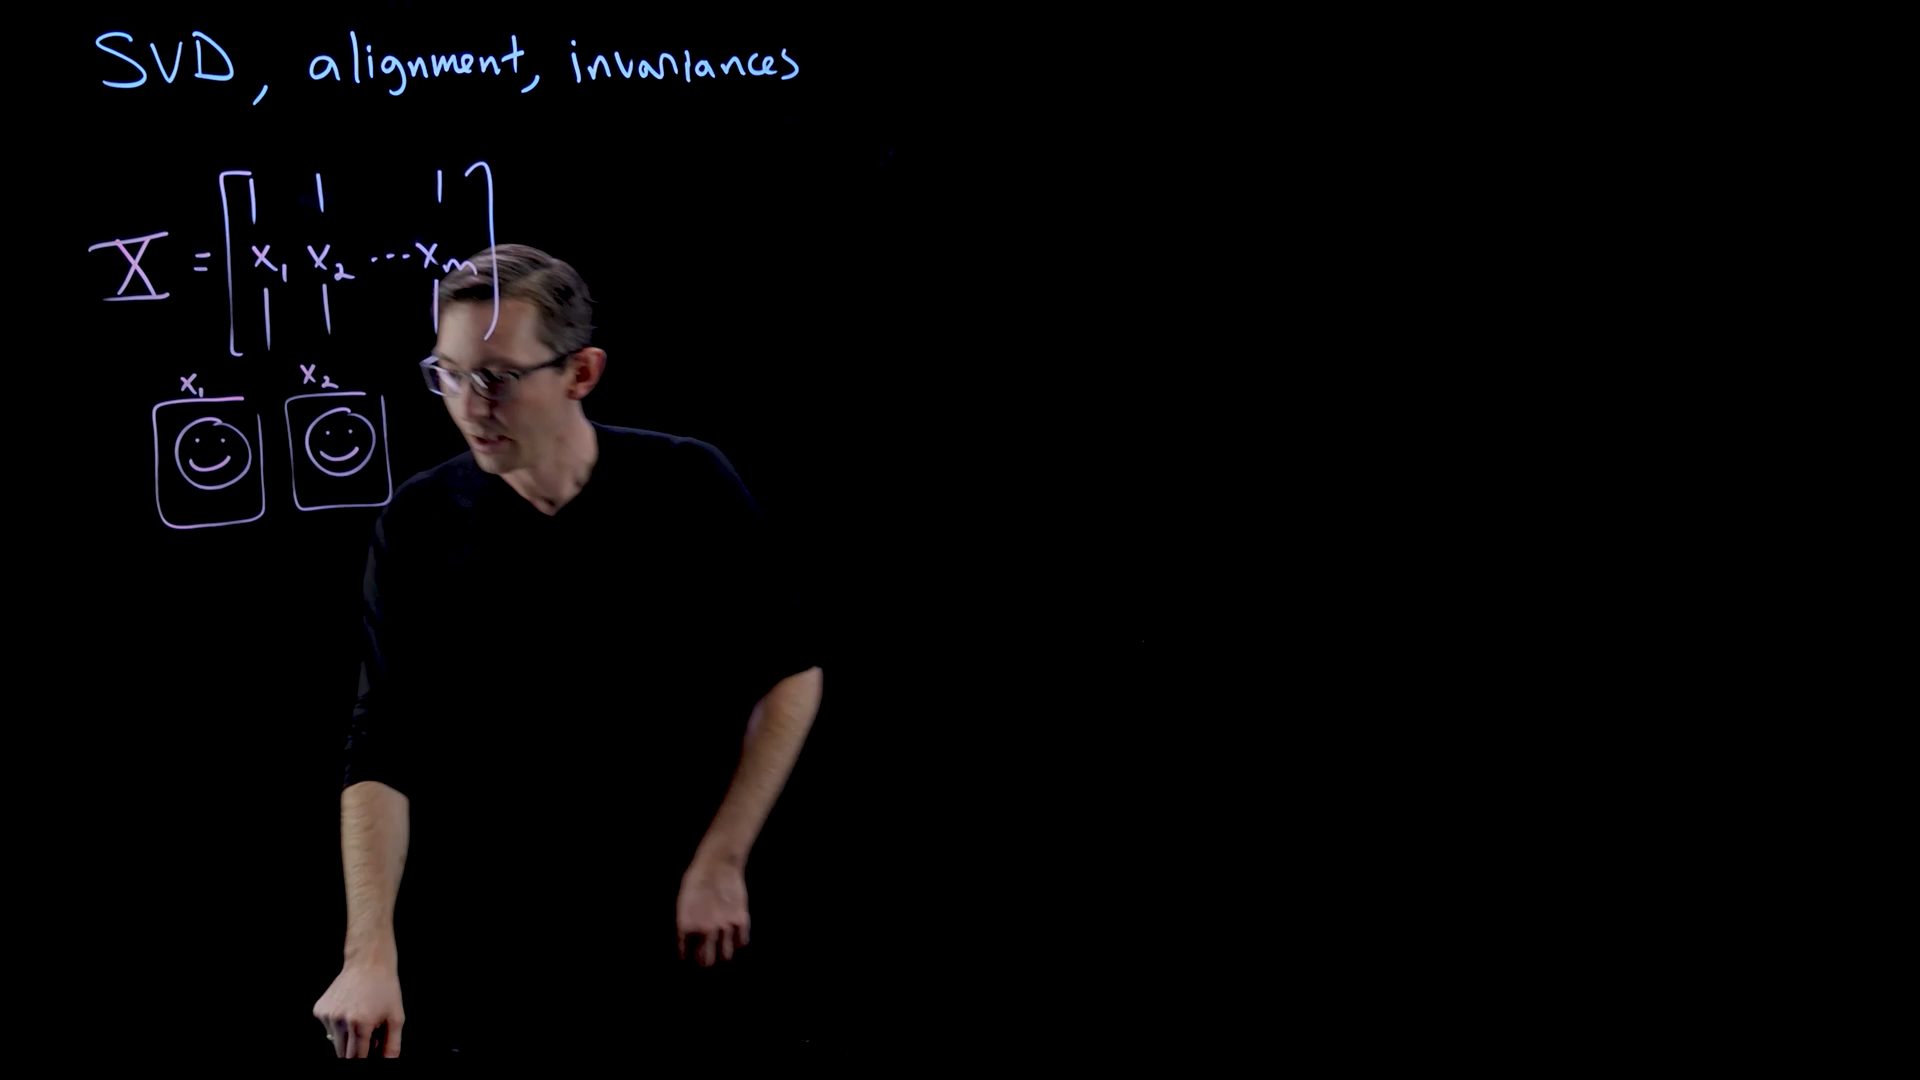 SVD, alignment, invariances
X = [x₁ x₂ ... xₘ]
x₁ x₂